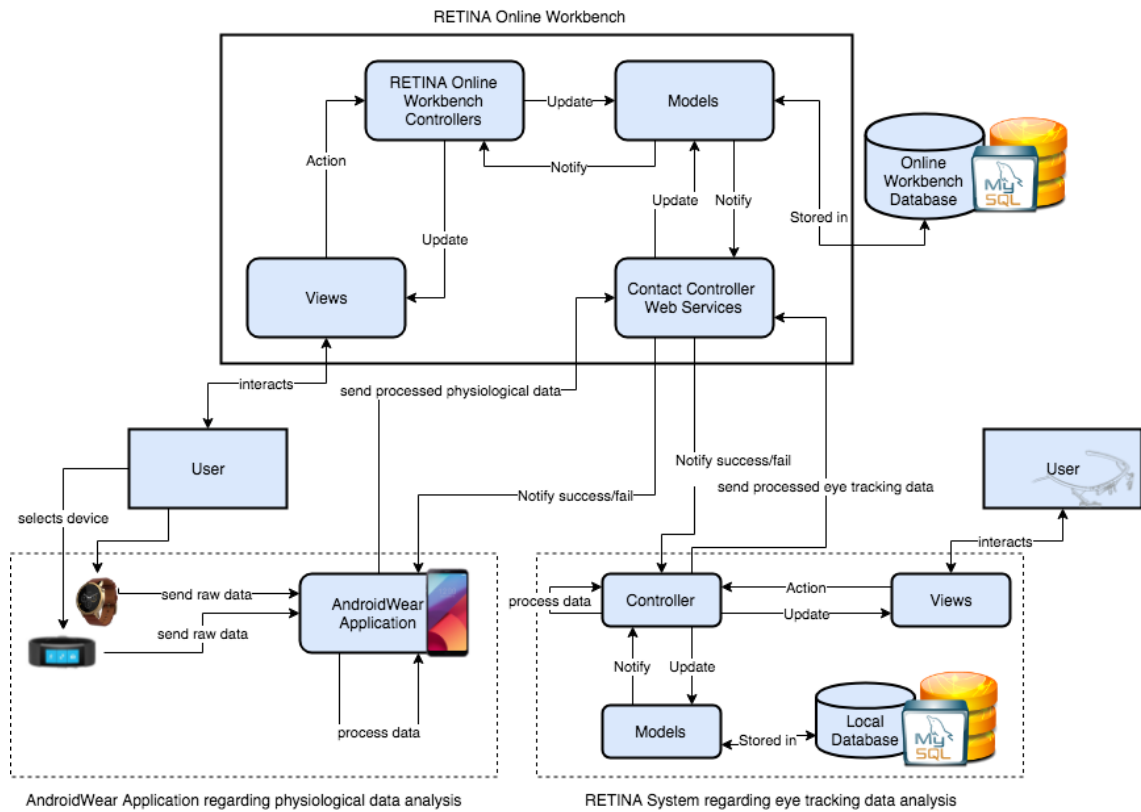 RETINA Online Workbench
RETINA Online
Workbench
Controllers
Update
Models
Action
Notify
Update
Notify
Update
Stored in
Online
Workbench
Database
My
SQL
Views
Contact Controller
Web Services
interacts
send processed physiological data
User
Notify success/fail
Notify success/fail
send processed eye tracking data
User
selects device
interacts
send raw data
send raw data
AndroidWear
Application
process data
process data
Controller
Action
Update
Views
Notify
Update
Models
Stored in
Local
Database
My
SQL
AndroidWear Application regarding physiological data analysis
RETINA System regarding eye tracking data analysis